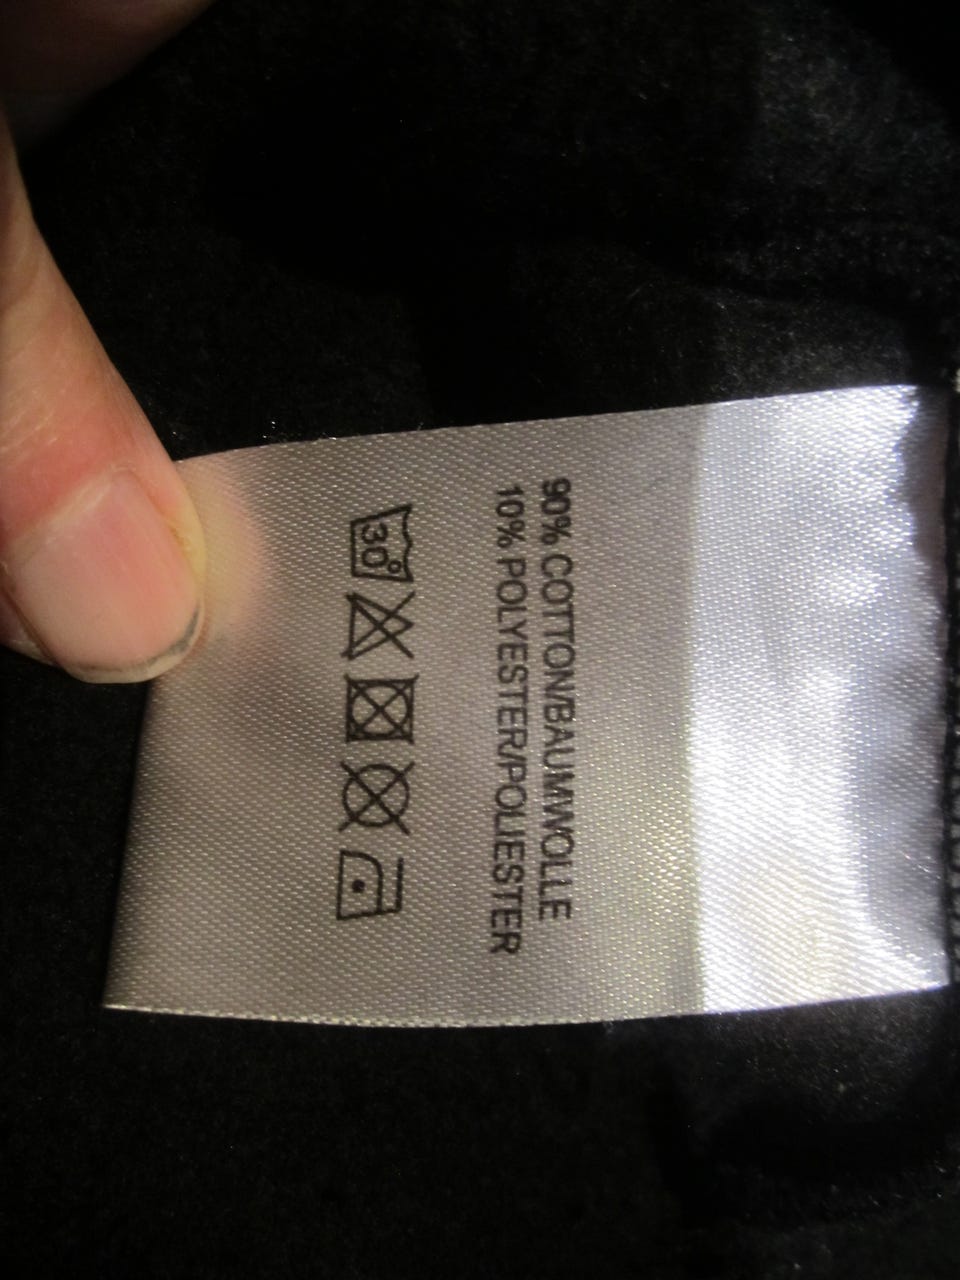 90% COTTON/BAUMWOLLE
10% POLYESTER/POLIESTER
30°